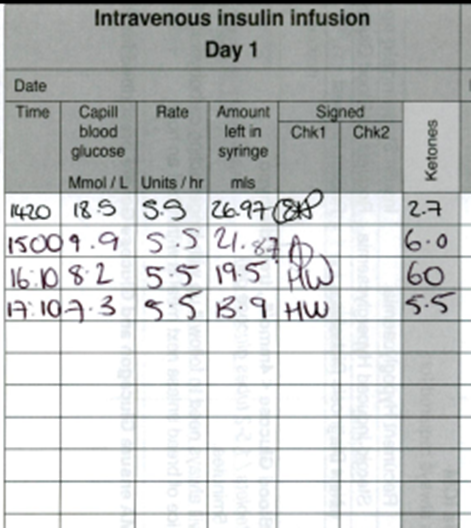 Intravenous insulin infusion
Day 1
Date
Time Capill blood glucose Mmol / L Rate Units / hr Amount left in syringe mls Signed Chk1 Chk2 Ketones
1420 18.5 5.5 26.97 2.7
1500 9.9 5.5 21.87 6.0
16:10 8.2 5.5 19.5 HW 60
17:10 7.3 5.5 13.9 HW 5.5